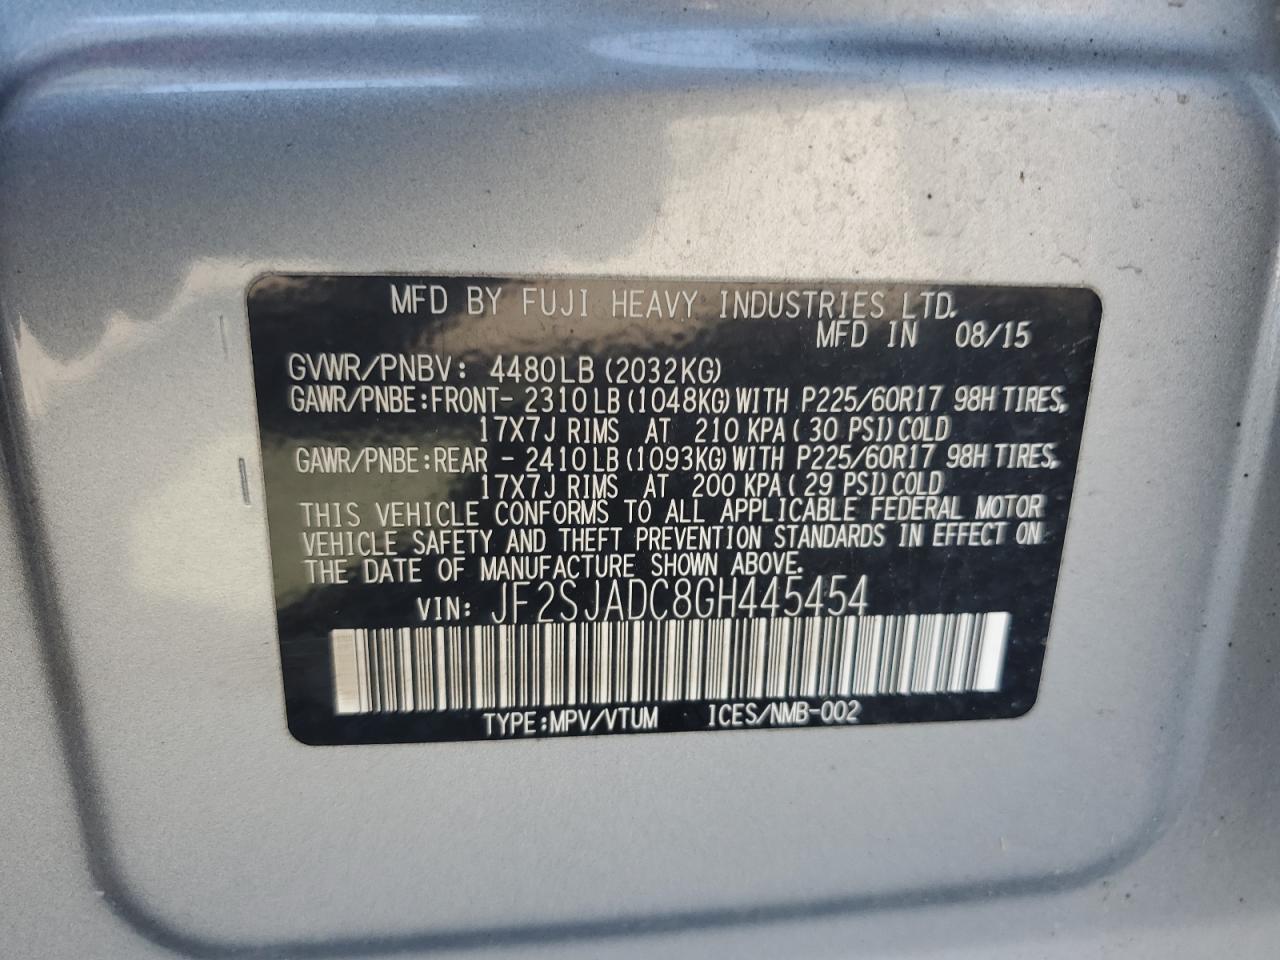 MFD BY FUJI HEAVY INDUSTRIES LTD.
MFD IN 08/15
GVWR/PNBV: 4480LB (2032KG)
GAWR/PNBE:FRONT- 2310LB (1048KG) WITH P225/60R17 98H TIRES,
17X7J RIMS AT 210 KPA ( 30 PSI) COLD
GAWR/PNBE:REAR - 2410LB (1093KG) WITH P225/60R17 98H TIRES,
17X7J RIMS AT 200 KPA ( 29 PSI) COLD
THIS VEHICLE CONFORMS TO ALL APPLICABLE FEDERAL MOTOR
VEHICLE SAFETY AND THEFT PREVENTION STANDARDS IN EFFECT ON
THE DATE OF MANUFACTURE SHOWN ABOVE.
VIN: JF2SJADC8GH445454
TYPE:MPV/VTUM ICES/NMB-002